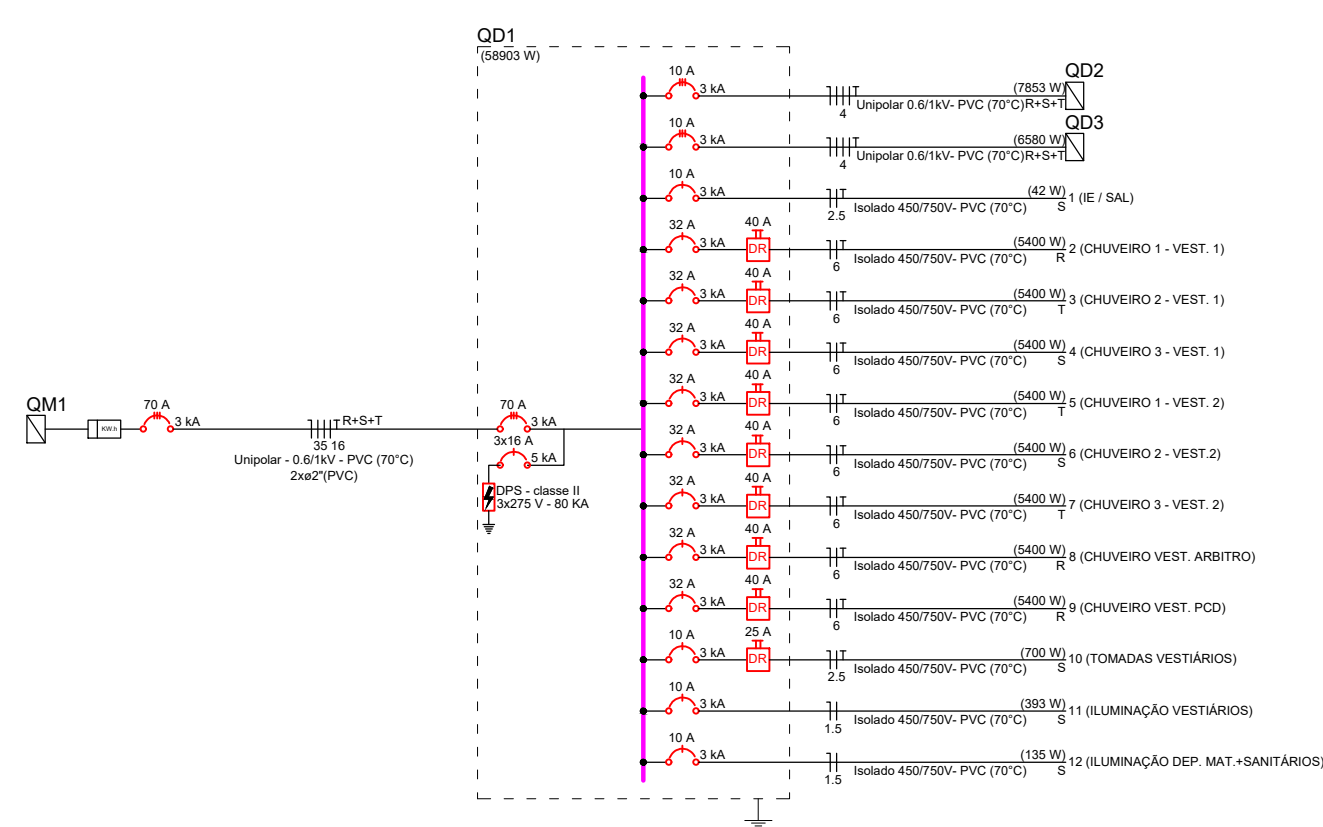 QD1
(58903 W)
10 A
3 kA
4
Unipolar 0.6/1kV- PVC (70°C)
(7853 W)
R+S+T
QD2
10 A
3 kA
4
Unipolar 0.6/1kV- PVC (70°C)
(6580 W)
R+S+T
QD3
10 A
3 kA
T
2.5
Isolado 450/750V- PVC (70°C)
(42 W)
S
1 (IE / SAL)
32 A
3 kA
40 A
DR
T
6
Isolado 450/750V- PVC (70°C)
(5400 W)
R
2 (CHUVEIRO 1 - VEST. 1)
32 A
3 kA
40 A
DR
T
6
Isolado 450/750V- PVC (70°C)
(5400 W)
T
3 (CHUVEIRO 2 - VEST. 1)
32 A
3 kA
40 A
DR
T
6
Isolado 450/750V- PVC (70°C)
(5400 W)
S
4 (CHUVEIRO 3 - VEST. 1)
32 A
3 kA
40 A
DR
T
6
Isolado 450/750V- PVC (70°C)
(5400 W)
T
5 (CHUVEIRO 1 - VEST. 2)
32 A
3 kA
40 A
DR
T
6
Isolado 450/750V- PVC (70°C)
(5400 W)
S
6 (CHUVEIRO 2 - VEST.2)
32 A
3 kA
40 A
DR
T
6
Isolado 450/750V- PVC (70°C)
(5400 W)
T
7 (CHUVEIRO 3 - VEST. 2)
32 A
3 kA
40 A
DR
T
6
Isolado 450/750V- PVC (70°C)
(5400 W)
R
8 (CHUVEIRO VEST. ARBITRO)
32 A
3 kA
40 A
DR
T
6
Isolado 450/750V- PVC (70°C)
(5400 W)
R
9 (CHUVEIRO VEST. PCD)
10 A
3 kA
25 A
DR
T
2.5
Isolado 450/750V- PVC (70°C)
(700 W)
S
10 (TOMADAS VESTIÁRIOS)
10 A
3 kA
1.5
Isolado 450/750V- PVC (70°C)
(393 W)
S
11 (ILUMINAÇÃO VESTIÁRIOS)
10 A
3 kA
1.5
Isolado 450/750V- PVC (70°C)
(135 W)
S
12 (ILUMINAÇÃO DEP. MAT.+SANITÁRIOS)
QM1
KW.h
70 A
3 kA
R+S+T
35 16
Unipolar - 0.6/1kV - PVC (70°C)
2xø2"(PVC)
70 A
3 kA
3x16 A
5 kA
DPS - classe II
3x275 V - 80 KA